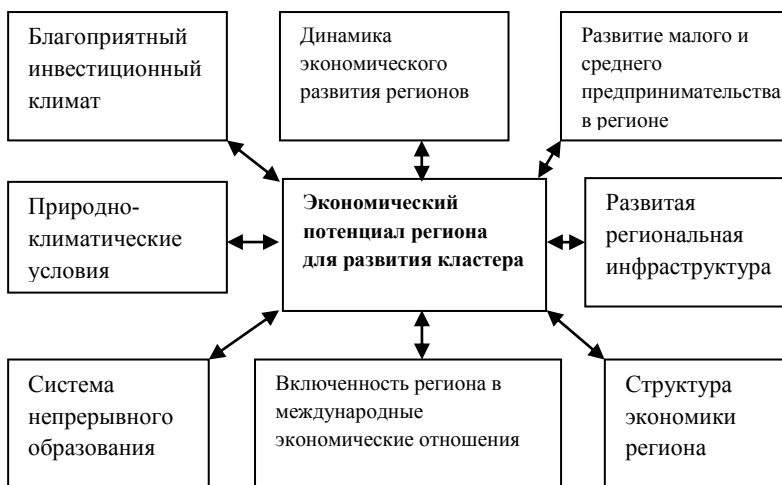 Благоприятный
инвестиционный
климат
Динамика
экономического
развития регионов
Развитие малого и
среднего
предпринимательства
в регионе
Природно-
климатические
условия
Экономический
потенциал региона
для развития кластера
Развитая
региональная
инфраструктура
Система
непрерывного
образования
Включенность региона в
международные
экономические отношения
Структура
экономики
региона